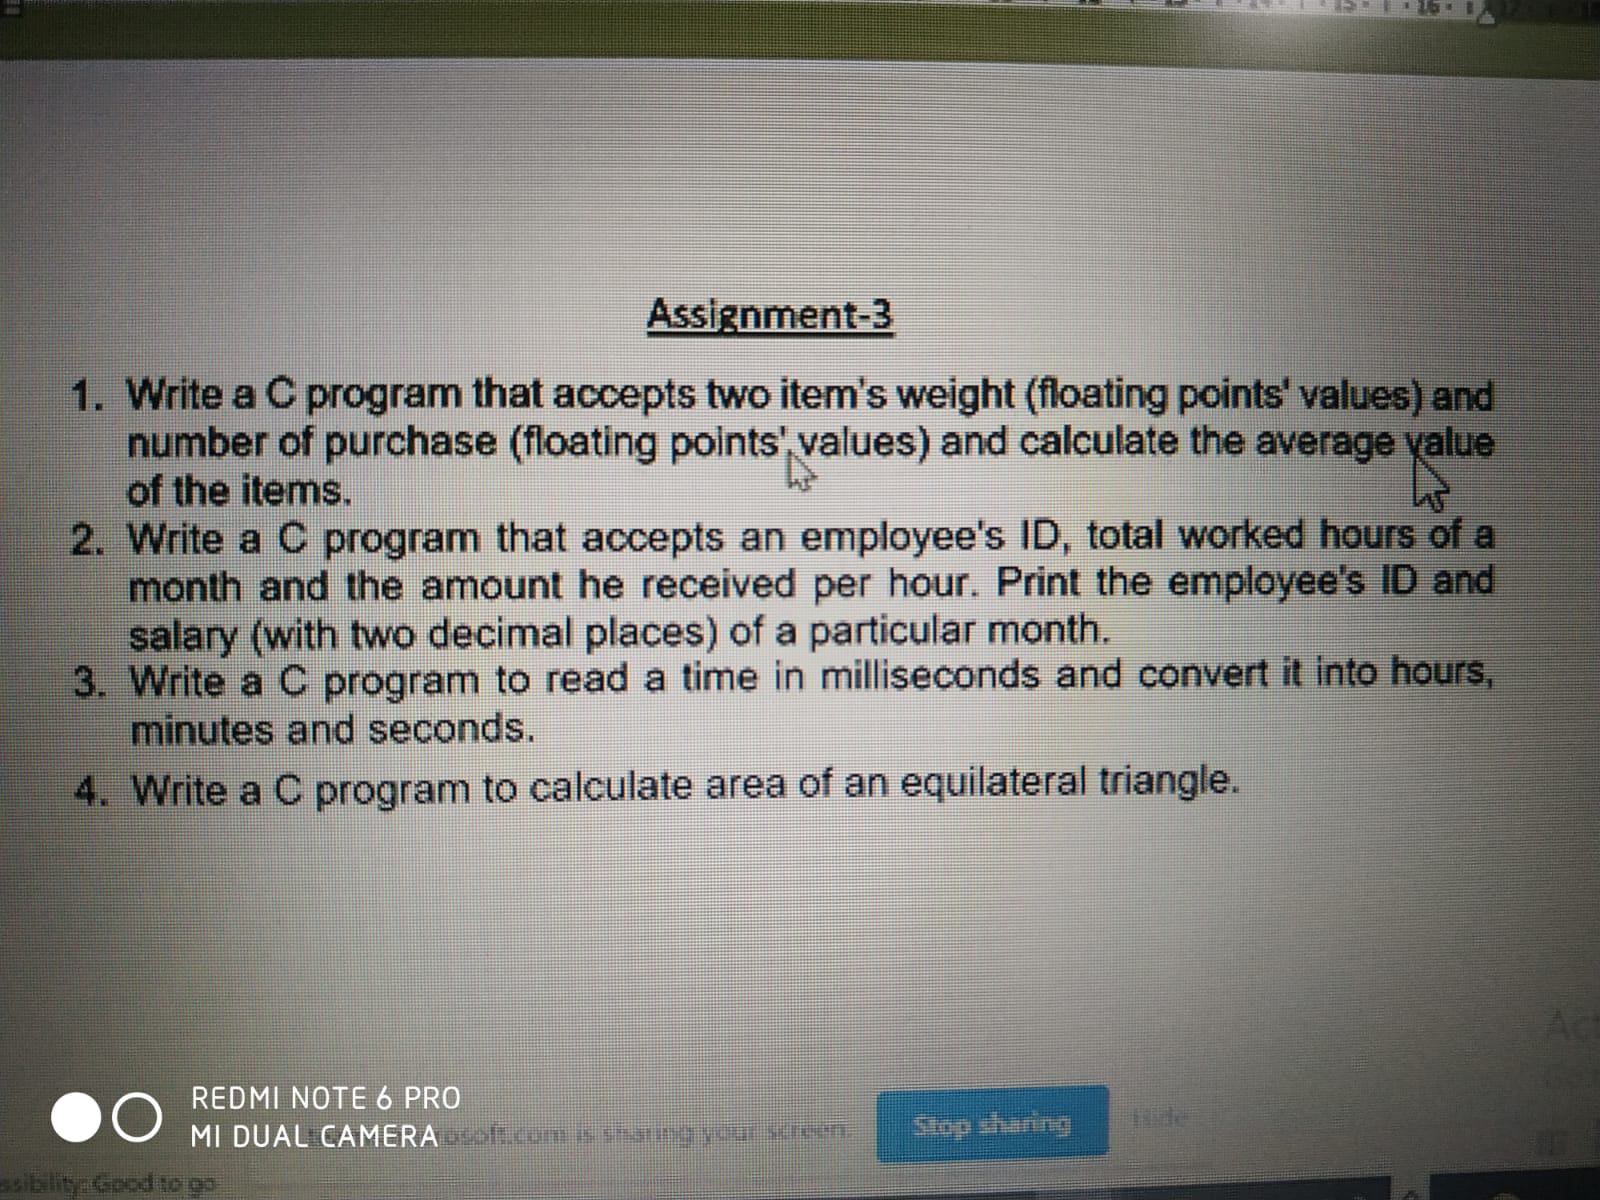 15 16 17
Assignment-3
1. Write a C program that accepts two item's weight (floating points' values) and
number of purchase (floating points' values) and calculate the average value
of the items.
2. Write a C program that accepts an employee's ID, total worked hours of a
month and the amount he received per hour. Print the employee's ID and
salary (with two decimal places) of a particular month.
3. Write a C program to read a time in milliseconds and convert it into hours,
minutes and seconds.
4. Write a C program to calculate area of an equilateral triangle.
Act
REDMI NOTE 6 PRO
MI DUAL CAMERA
osoft.com is sharing your screen.
Stop sharing
Hide
ssibility: Good to go